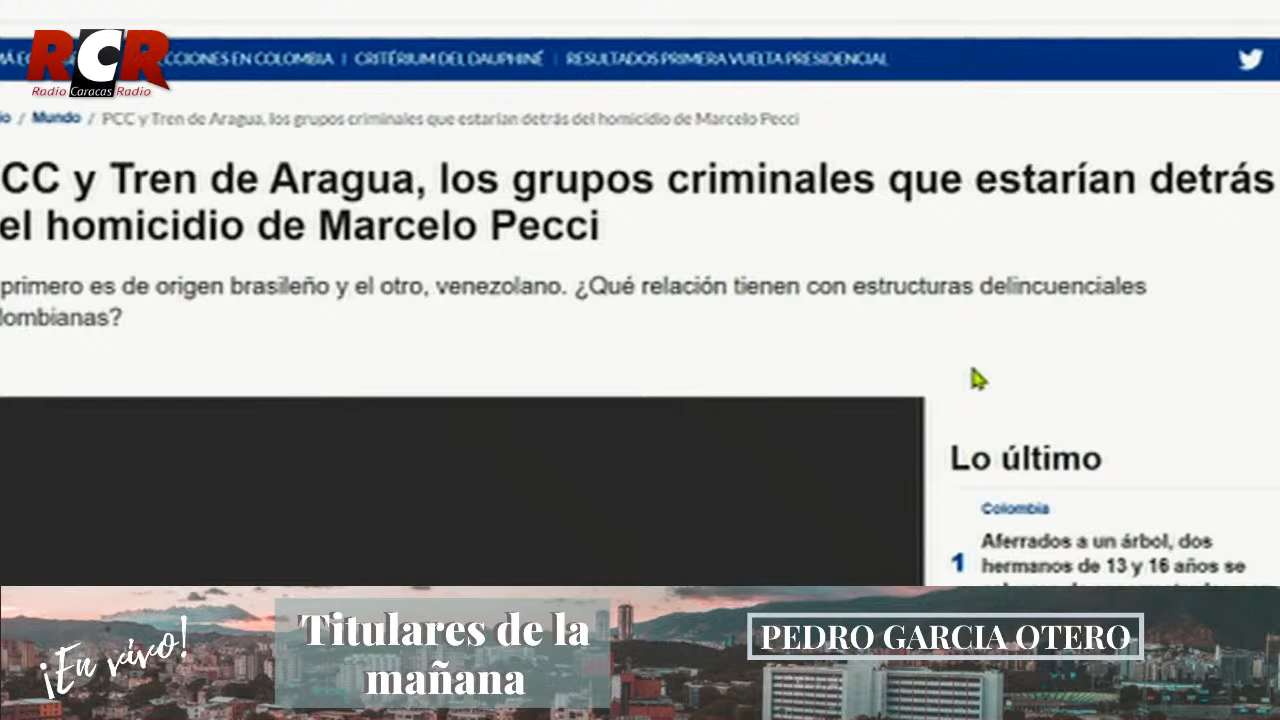 RCR
Radio Caracas Radio
CCIONES EN COLOMBIA | CRITÉRIUM DEL DAUPHINÉ | RESULTADOS PRIMERA VUELTA PRESIDENCIAL
io / Mundo / PCC y Tren de Aragua, los grupos criminales que estarían detrás del homicidio de Marcelo Pecci
CC y Tren de Aragua, los grupos criminales que estarían detrás
el homicidio de Marcelo Pecci
primero es de origen brasileño y el otro, venezolano. ¿Qué relación tienen con estructuras delincuenciales
lombianas?
Lo último
Colombia
1 Aferrados a un árbol, dos
hermanos de 13 y 16 años se
¡En vivo!
Titulares de la
mañana
PEDRO GARCIA OTERO